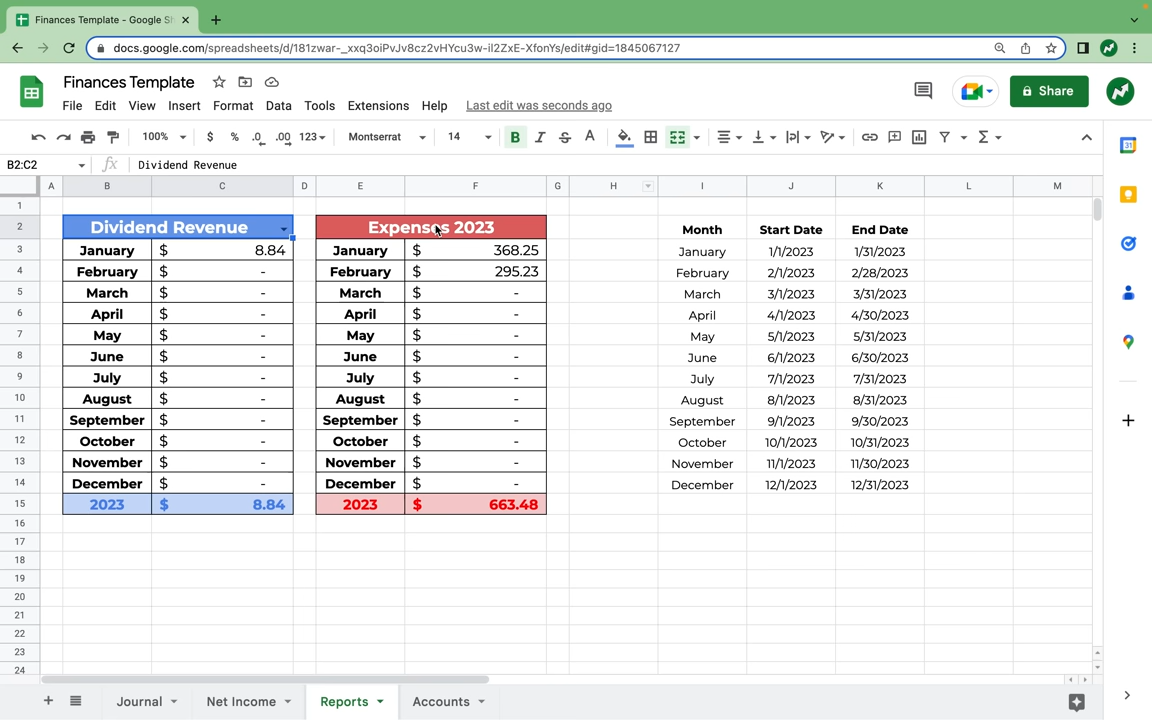 Finances Template - Google Sh
docs.google.com/spreadsheets/d/181zwar-_xxq3oiPvJv8cz2vHYcu3w-il2ZxE-XfonYs/edit#gid=1845067127
Finances Template
File Edit View Insert Format Data Tools Extensions Help Last edit was seconds ago
Share
100% $ % .0 .00 123 Montserrat 14 B I S A
B2:C2 fx Dividend Revenue
A B C D E F G H I J K L M
1
2 Dividend Revenue Expenses 2023 Month Start Date End Date
3 January $ 8.84 January $ 368.25 January 1/1/2023 1/31/2023
4 February $ - February $ 295.23 February 2/1/2023 2/28/2023
5 March $ - March $ - March 3/1/2023 3/31/2023
6 April $ - April $ - April 4/1/2023 4/30/2023
7 May $ - May $ - May 5/1/2023 5/31/2023
8 June $ - June $ - June 6/1/2023 6/30/2023
9 July $ - July $ - July 7/1/2023 7/31/2023
10 August $ - August $ - August 8/1/2023 8/31/2023
11 September $ - September $ - September 9/1/2023 9/30/2023
12 October $ - October $ - October 10/1/2023 10/31/2023
13 November $ - November $ - November 11/1/2023 11/30/2023
14 December $ - December $ - December 12/1/2023 12/31/2023
15 2023 $ 8.84 2023 $ 663.48
16
17
18
19
20
21
22
23
24
Journal Net Income Reports Accounts